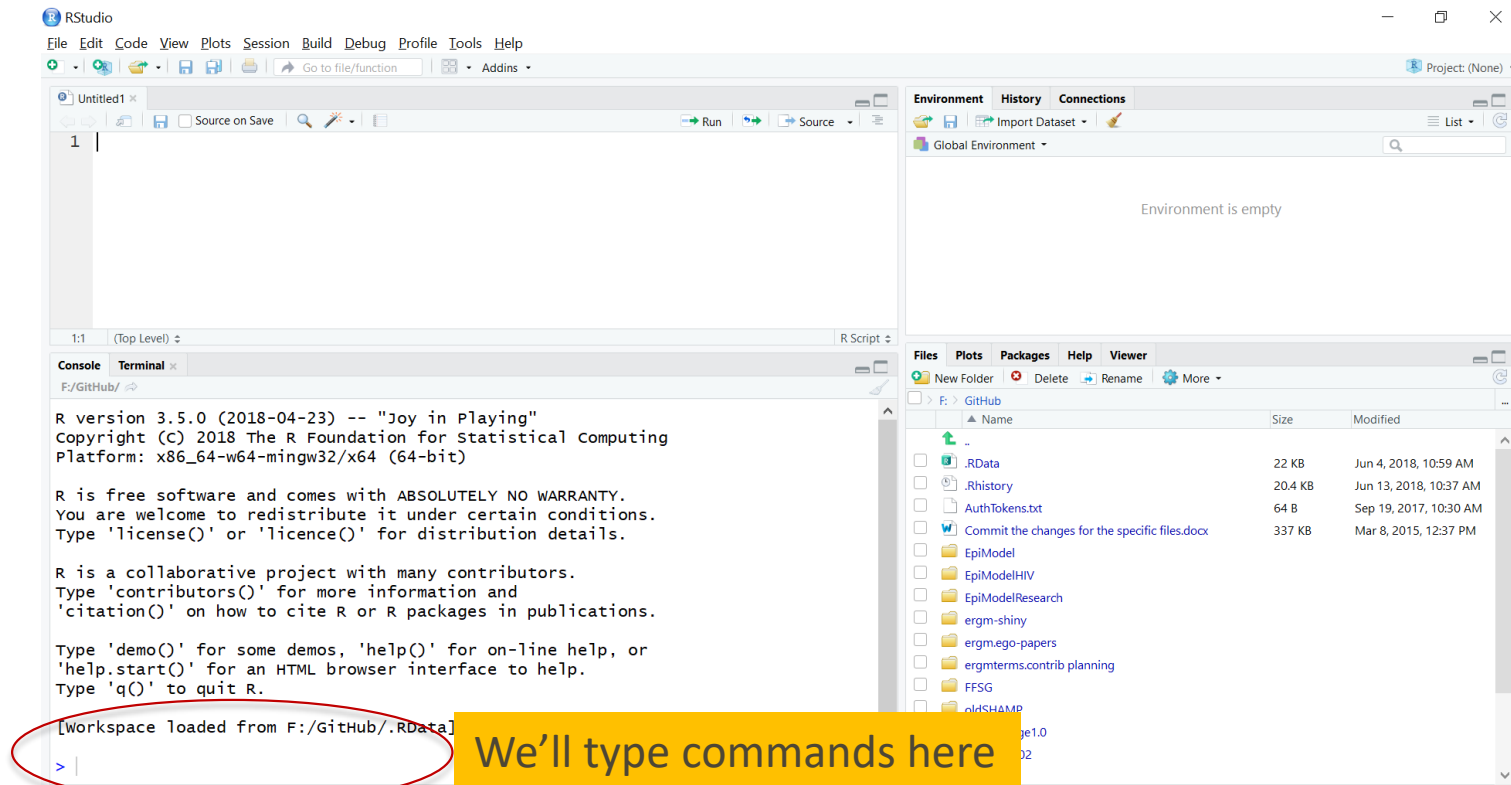 RStudio
File Edit Code View Plots Session Build Debug Profile Tools Help
Go to file/function Addins
Project: (None)
Untitled1
Source on Save Run Source
1
1:1 (Top Level) R Script
Console Terminal
F:/GitHub/
R version 3.5.0 (2018-04-23) -- "Joy in Playing"
Copyright (C) 2018 The R Foundation for Statistical Computing
Platform: x86_64-w64-mingw32/x64 (64-bit)
R is free software and comes with ABSOLUTELY NO WARRANTY.
You are welcome to redistribute it under certain conditions.
Type 'license()' or 'licence()' for distribution details.
R is a collaborative project with many contributors.
Type 'contributors()' for more information and
'citation()' on how to cite R or R packages in publications.
Type 'demo()' for some demos, 'help()' for on-line help, or
'help.start()' for an HTML browser interface to help.
Type 'q()' to quit R.
[Workspace loaded from F:/GitHub/.RData]
>
We'll type commands here
Environment History Connections
Import Dataset List
Global Environment
Environment is empty
Files Plots Packages Help Viewer
New Folder Delete Rename More
F: GitHub ...
Name Size Modified
..
.RData 22 KB Jun 4, 2018, 10:59 AM
.Rhistory 20.4 KB Jun 13, 2018, 10:37 AM
AuthTokens.txt 64 B Sep 19, 2017, 10:30 AM
Commit the changes for the specific files.docx 337 KB Mar 8, 2015, 12:37 PM
EpiModel
EpiModelHIV
EpiModelResearch
ergm-shiny
ergm.ego-papers
ergmterms.contrib planning
FFSG
oldSHAMP